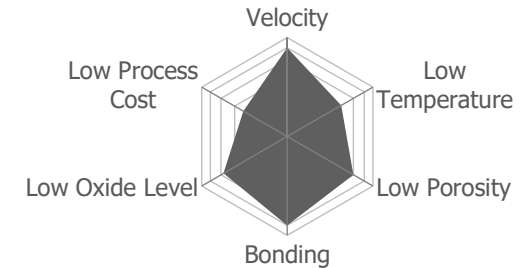 Velocity
Low
Temperature
Low Porosity
Bonding
Low Oxide Level
Low Process
Cost